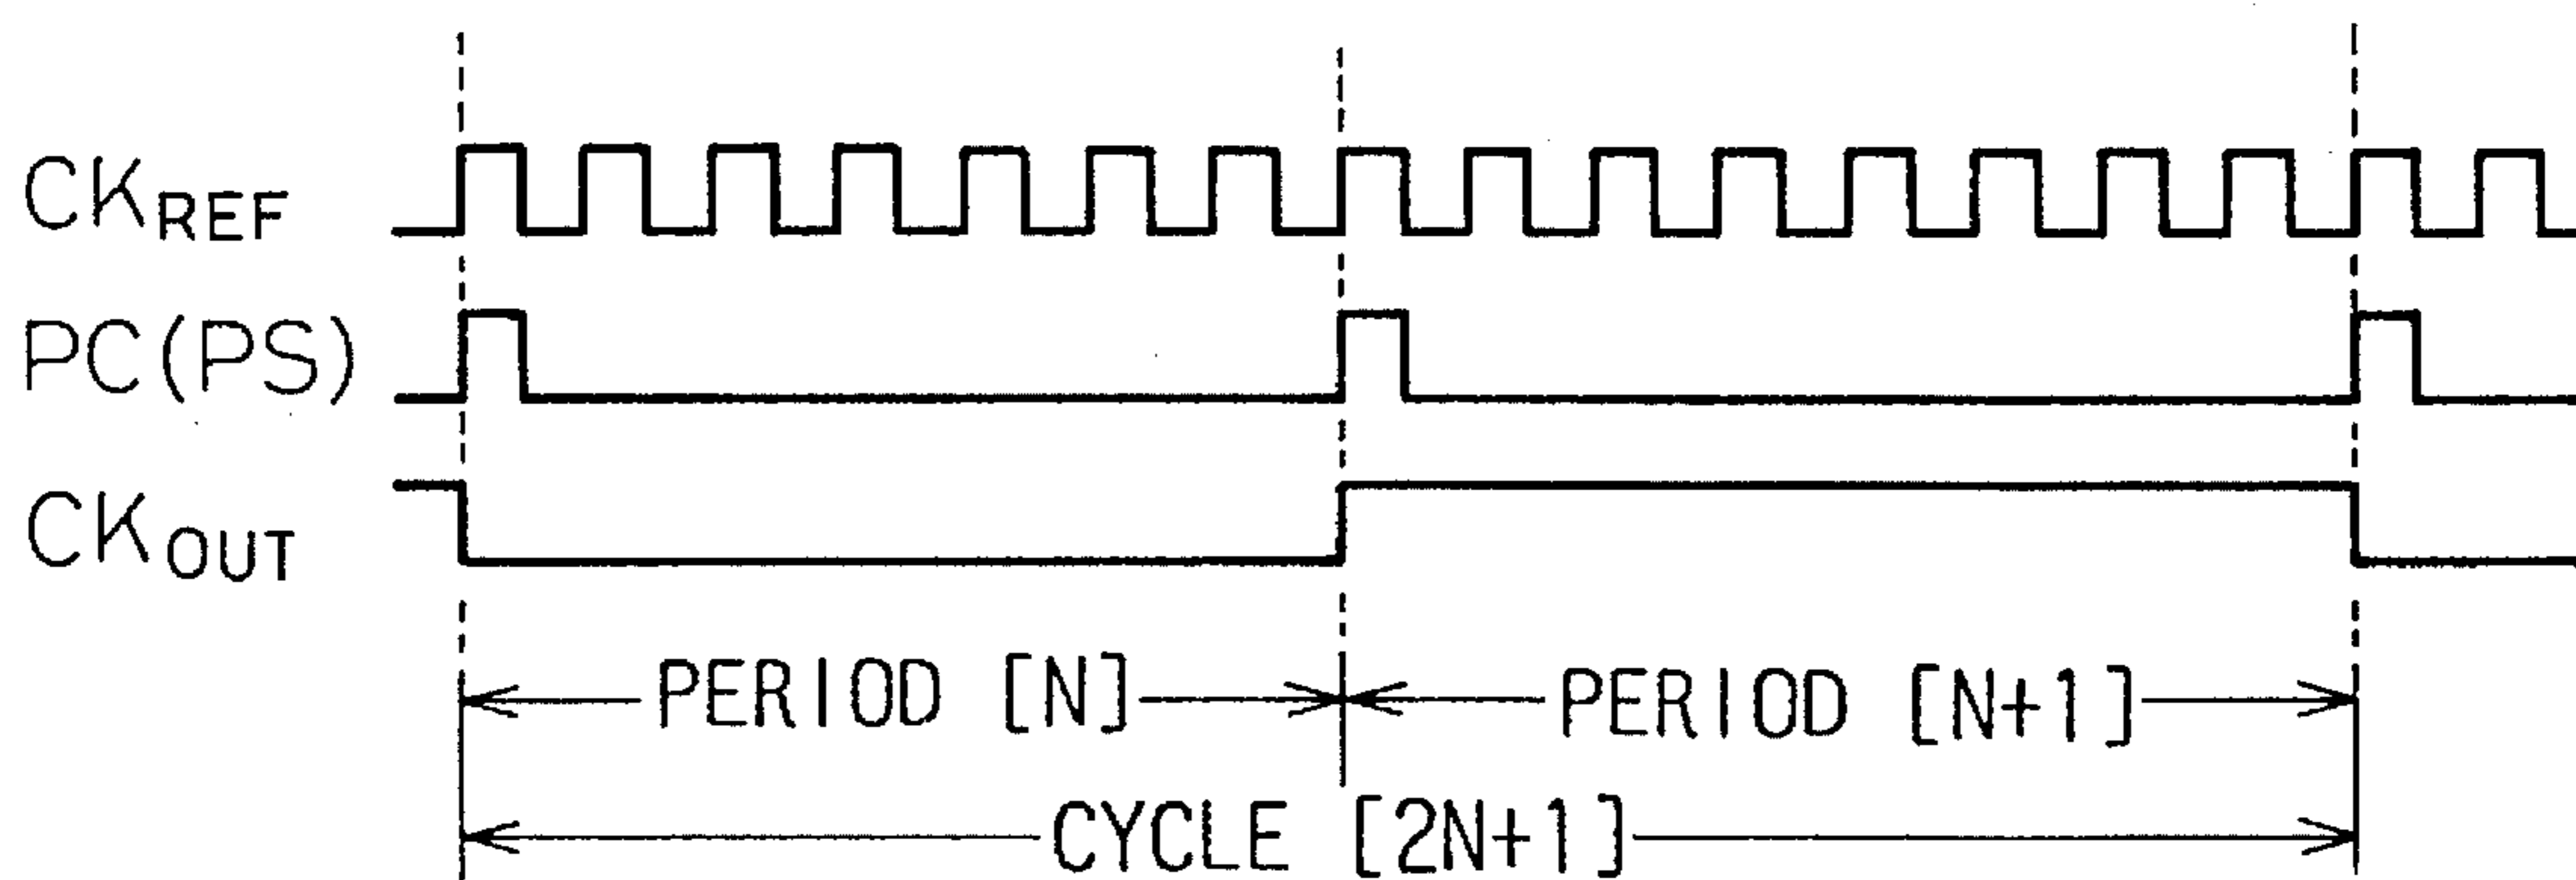 CKREF
PC(PS)
CKOUT
PERIOD [N]
PERIOD [N+1]
CYCLE [2N+1]